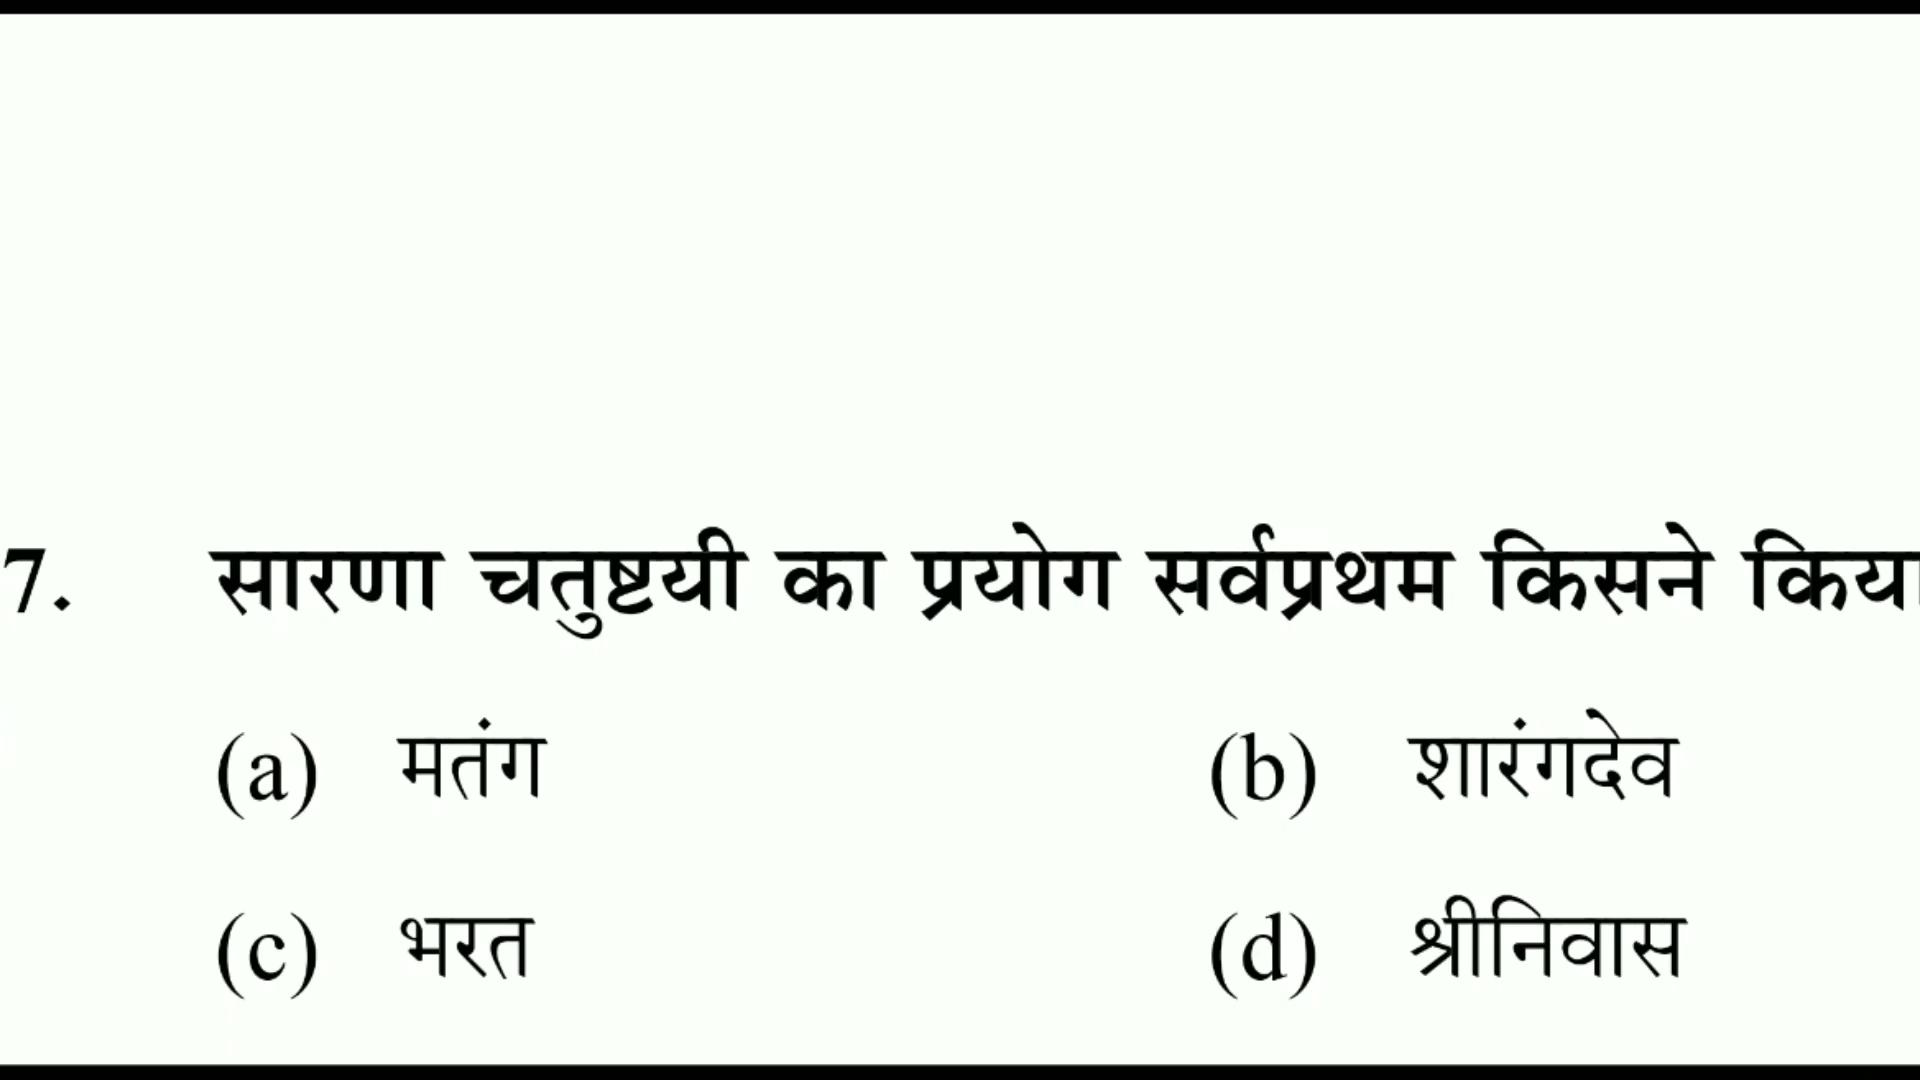 7. सारणा चतुष्टयी का प्रयोग सर्वप्रथम किसने किया
(a) मतंग (b) शारंगदेव
(c) भरत (d) श्रीनिवास